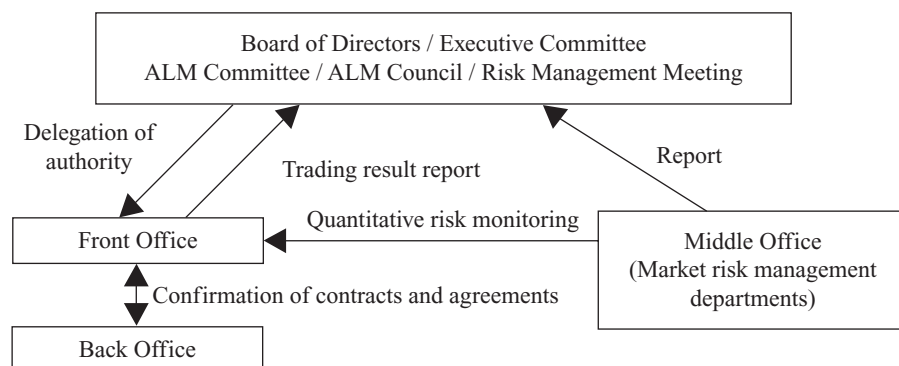 Board of Directors / Executive Committee
ALM Committee / ALM Council / Risk Management Meeting
Delegation of
authority
Trading result report
Report
Quantitative risk monitoring
Front Office
Middle Office
(Market risk management
departments)
Confirmation of contracts and agreements
Back Office